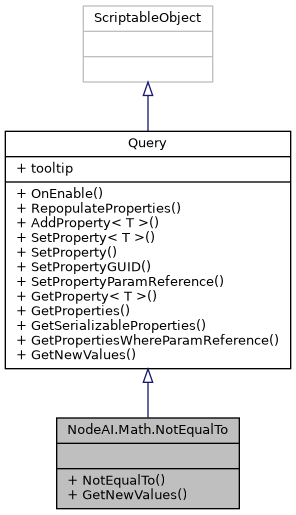 ScriptableObject
Query
+ tooltip
+ OnEnable()
+ RepopulateProperties()
+ AddProperty< T >()
+ SetProperty< T >()
+ SetProperty()
+ SetPropertyGUID()
+ SetPropertyParamReference()
+ GetProperty< T >()
+ GetProperties()
+ GetSerializableProperties()
+ GetPropertiesWhereParamReference()
+ GetNewValues()
NodeAI.Math.NotEqualTo
+ NotEqualTo()
+ GetNewValues()